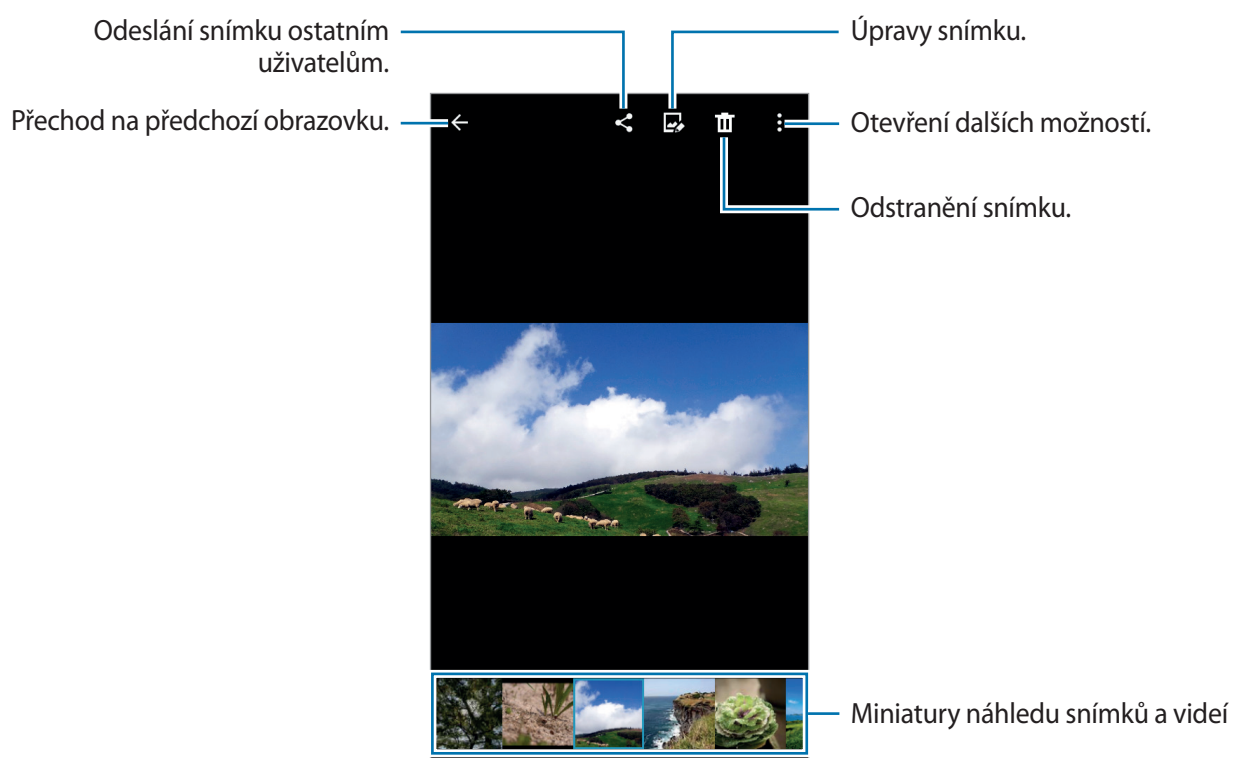 Odeslání snímku ostatním
uživatelům.
Úpravy snímku.
Přechod na předchozí obrazovku.
Otevření dalších možností.
Odstranění snímku.
Miniatury náhledu snímků a videí